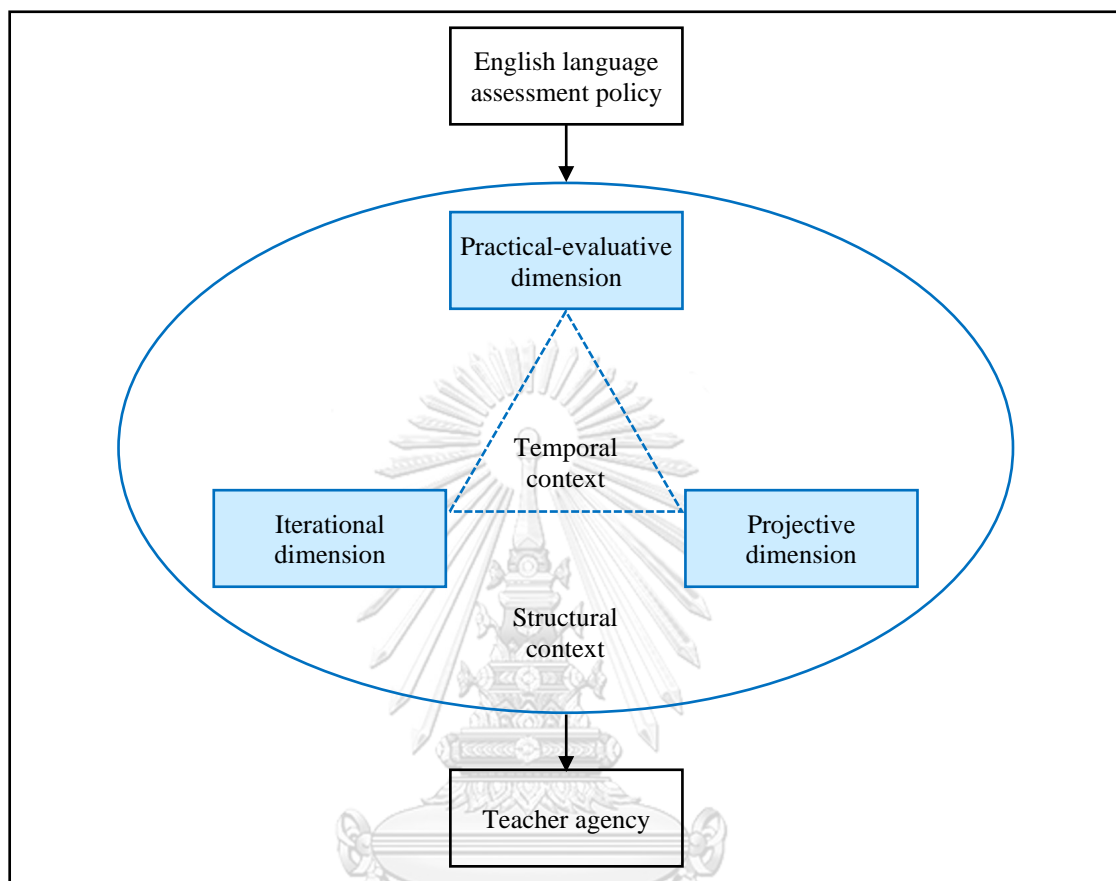 English language
assessment policy
Practical-evaluative
dimension
Temporal
context
Iterational
dimension
Projective
dimension
Structural
context
Teacher agency